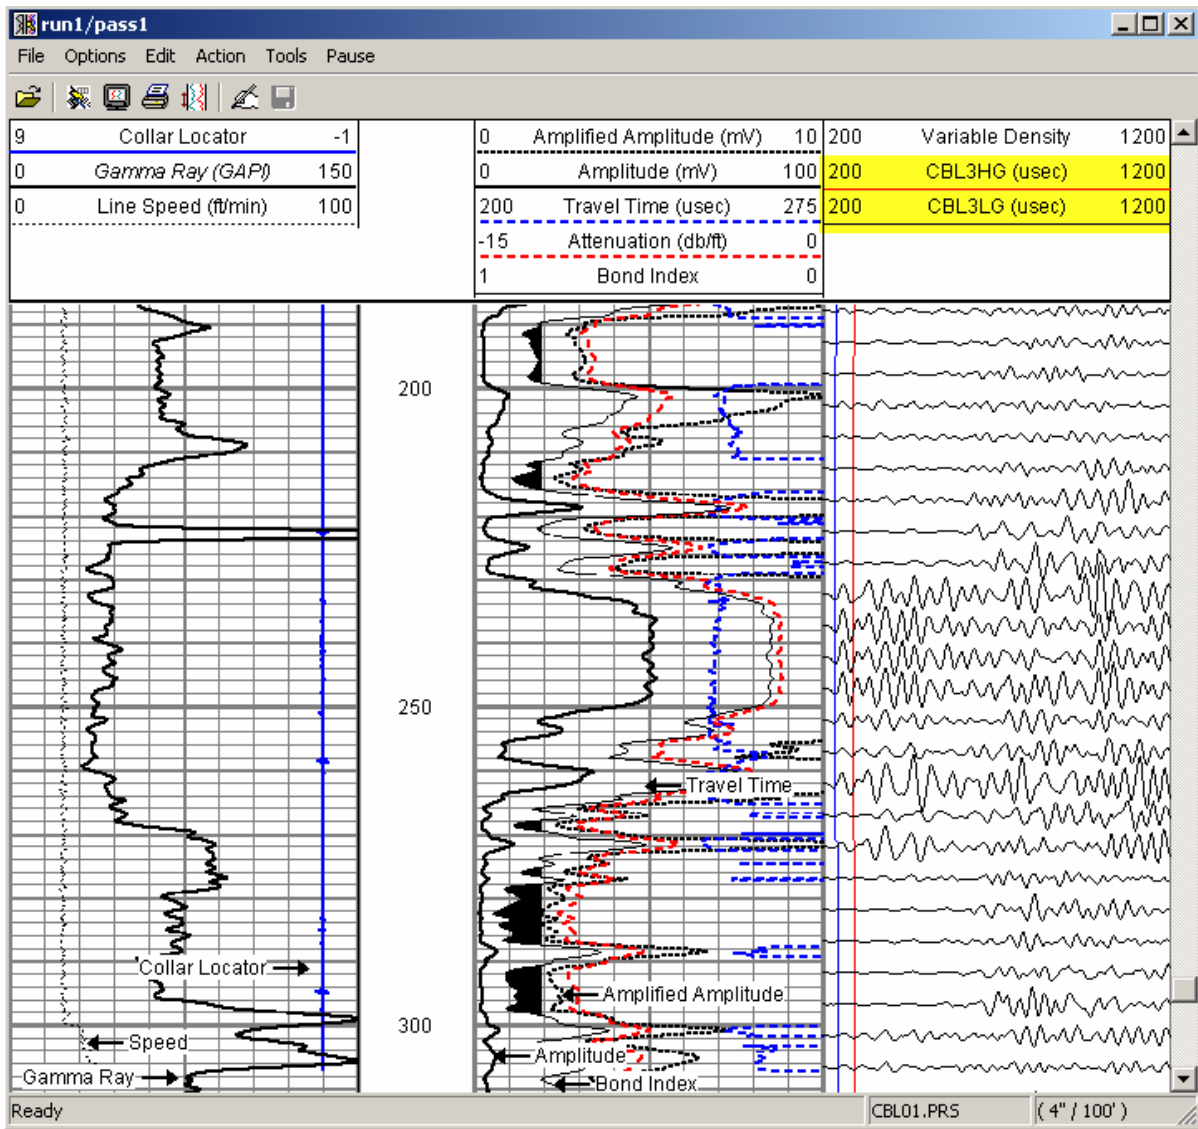 run1/pass1
File Options Edit Action Tools Pause
9 Collar Locator -1
0 Gamma Ray (GAPI) 150
0 Line Speed (ft/min) 100
0 Amplified Amplitude (mV) 10
0 Amplitude (mV) 100
200 Travel Time (usec) 275
-15 Attenuation (db/ft) 0
1 Bond Index 0
200 Variable Density 1200
200 CBL3HG (usec) 1200
200 CBL3LG (usec) 1200
200
250
Travel Time
Collar Locator
Amplified Amplitude
300
Speed
Amplitude
Gamma Ray
Bond Index
Ready
CBL01.PRS
( 4" / 100' )